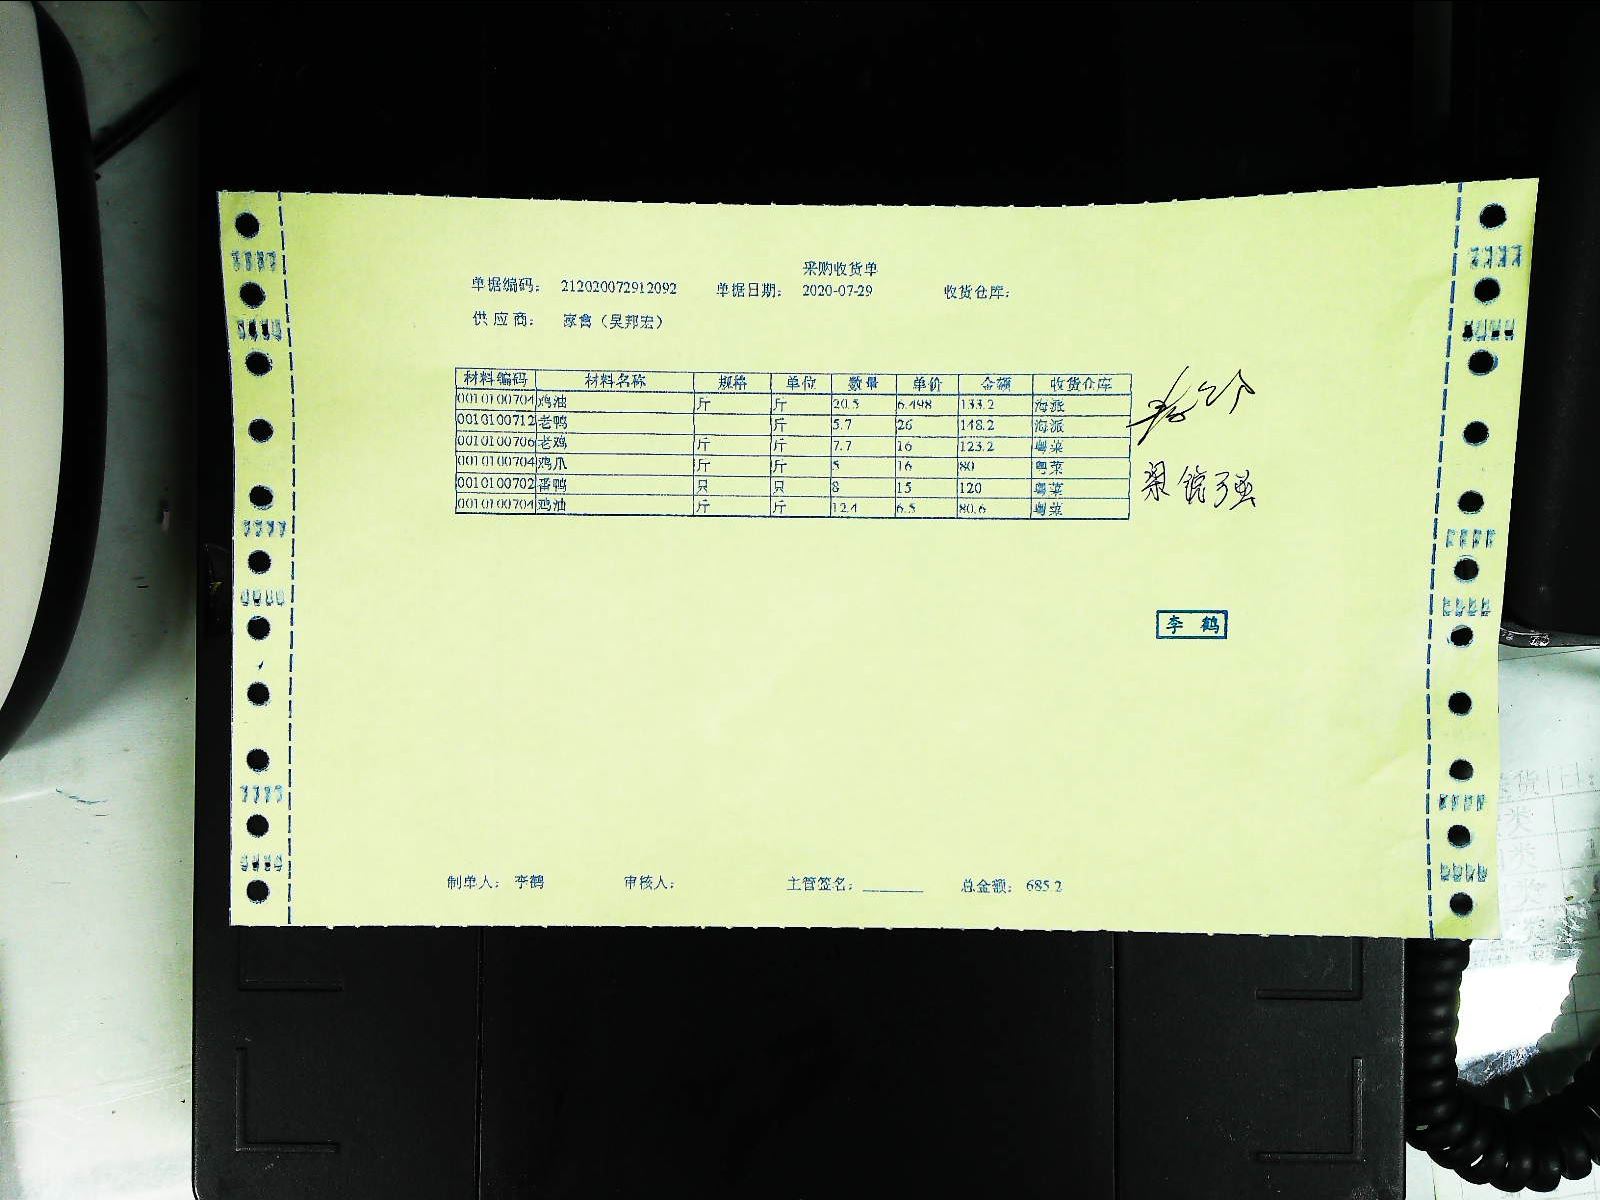 采购收货单
单据编码： 212020072912092 单据日期： 2020-07-29 收货仓库：
供应商： 家禽（吴邦宏）
材料编码 材料名称 规格 单位 数量 单价 金额 收货仓库
0010100704 鸡油 斤 斤 20.5 6.498 133.2 海派
0010100712 老鸭 斤 5.7 26 148.2 海派
0010100706 老鸡 斤 斤 7.7 16 123.2 粤菜
0010100704 鸡爪 斤 斤 5 16 80 粤菜
0010100702 番鸭 只 只 8 15 120 粤菜
0010100704 鸡油 斤 斤 12.4 6.5 80.6 粤菜
李 鹤
制单人： 李鹤 审核人： 主管签名：______ 总金额： 685.2